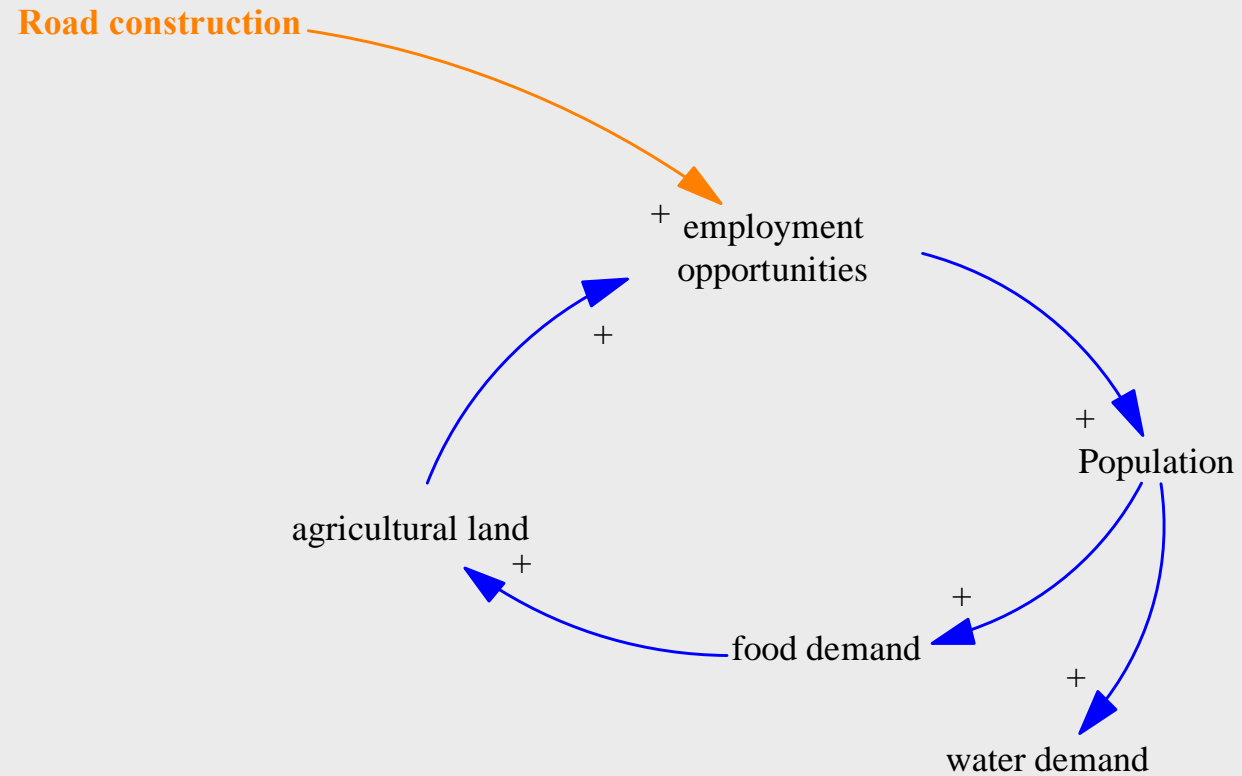 Road construction
+
employment
opportunities
+
+
Population
agricultural land
+
+
food demand
+
water demand